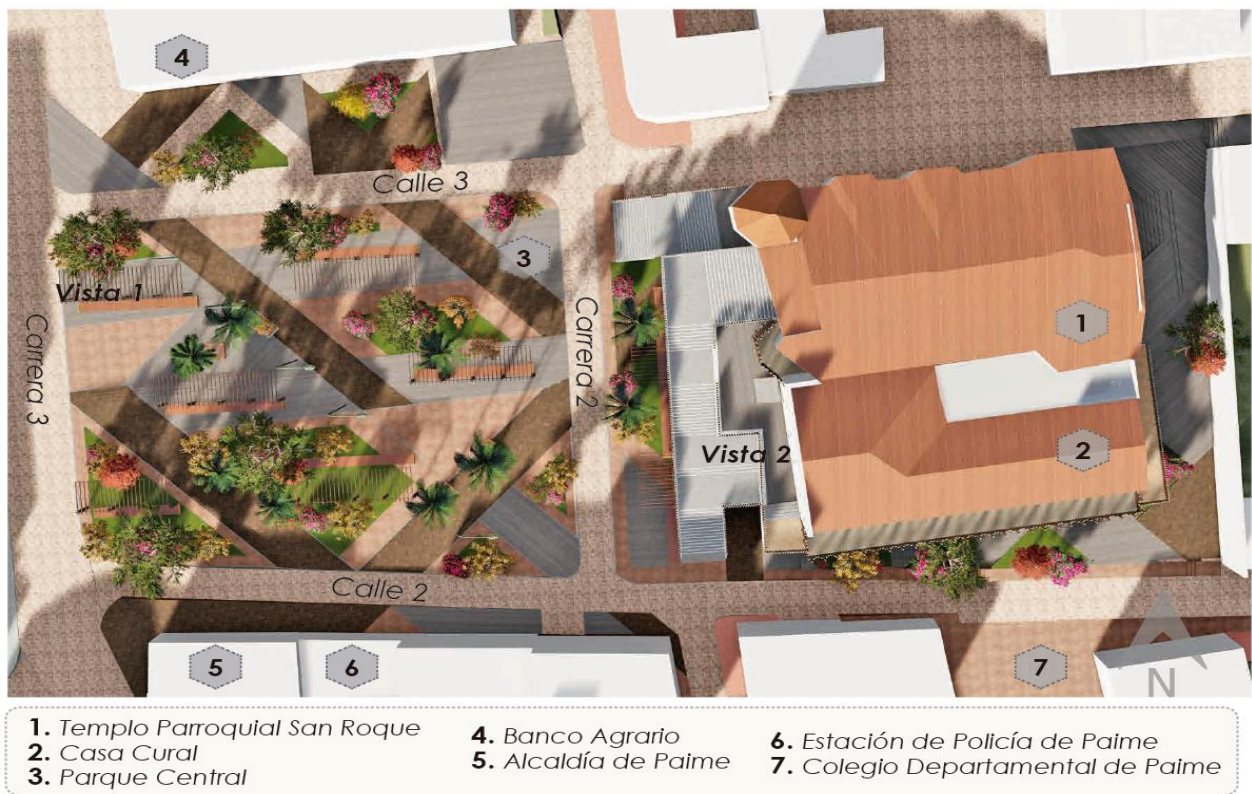 4
Calle 3
3
Vista 1
Carrera 3
Carrera 2
1
Vista 2
2
Calle 2
5
6
7
N
1. Templo Parroquial San Roque
2. Casa Cural
3. Parque Central
4. Banco Agrario
5. Alcaldía de Paime
6. Estación de Policía de Paime
7. Colegio Departamental de Paime